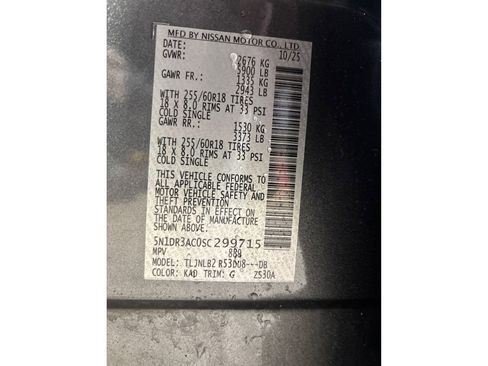 MFD BY NISSAN MOTOR CO., LTD.
DATE: 10/25
GVWR: 2676 KG
5900 LB
GAWR FR.: 1335 KG
2943 LB
WITH 255/60R18 TIRES
18 X 8.0 RIMS AT 33 PSI
COLD SINGLE
GAWR RR.: 1530 KG
3373 LB
WITH 255/60R18 TIRES
18 X 8.0 RIMS AT 33 PSI
COLD SINGLE
THIS VEHICLE CONFORMS TO
ALL APPLICABLE FEDERAL
MOTOR VEHICLE SAFETY AND
THEFT PREVENTION
STANDARDS IN EFFECT ON
THE DATE OF MANUFACTURE
SHOWN ABOVE.
5N1DR3AC0SC299715
MPV 889
MODEL: TLJNLB2 R53DU8---DB
COLOR: KAD TRIM: G Z530A